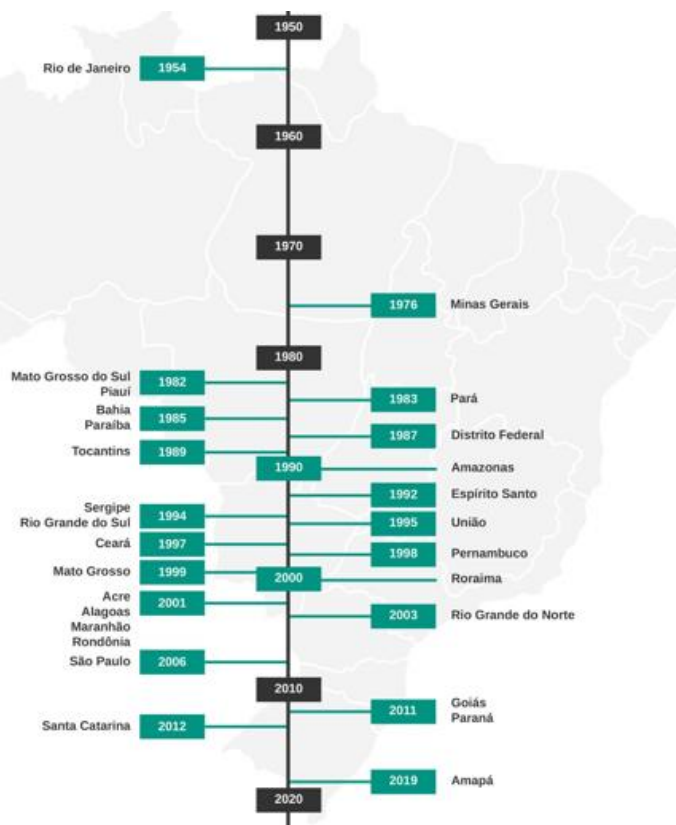 1950
Rio de Janeiro 1954
1960
1970
1976 Minas Gerais
1980
Mato Grosso do Sul
Piauí
1982
1983 Pará
Bahia
Paraíba
1985
1987 Distrito Federal
Tocantins 1989
1990 Amazonas
1992 Espírito Santo
Sergipe
Rio Grande do Sul
1994
1995 União
Ceará 1997
1998 Pernambuco
Mato Grosso 1999
2000 Roraima
Acre
Alagoas
Maranhão
Rondônia
2001
2003 Rio Grande do Norte
São Paulo 2006
2010
2011
Goiás
Paraná
Santa Catarina 2012
2019 Amapá
2020